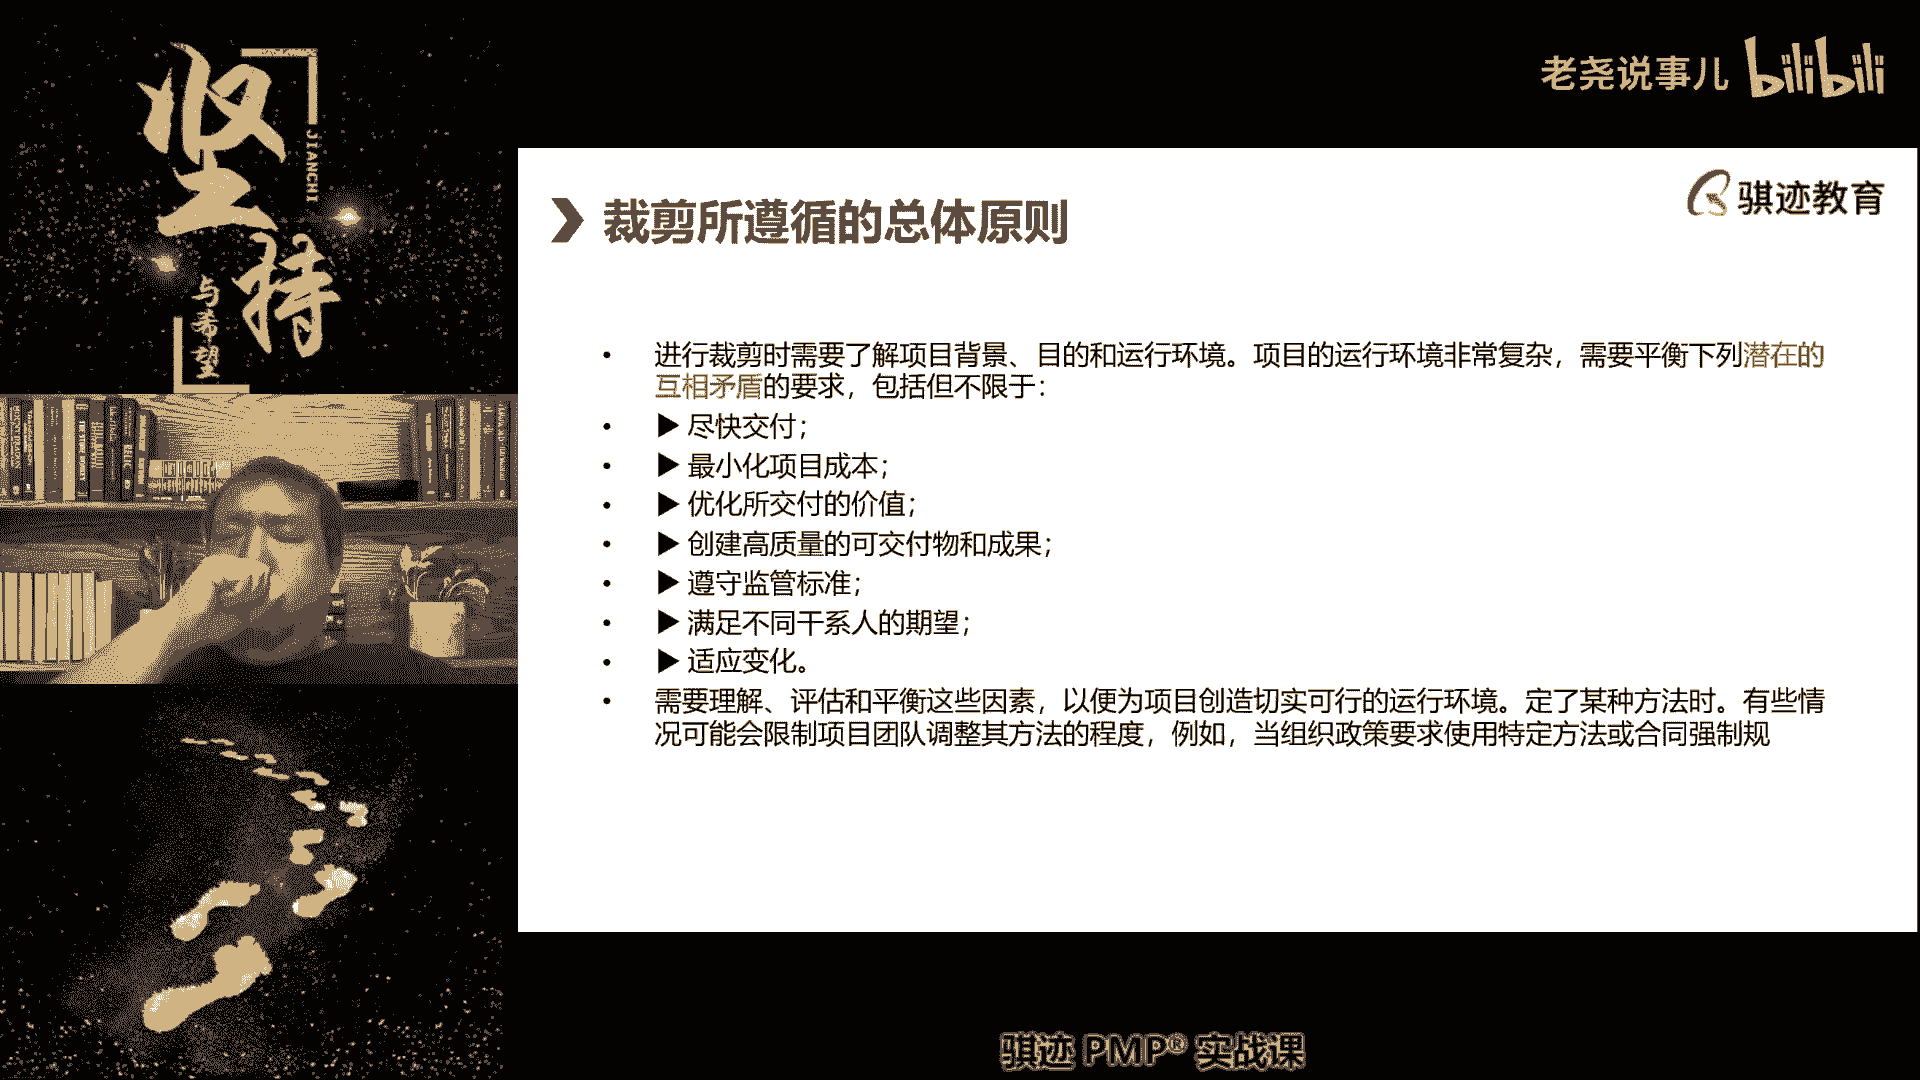 坚持
JIANCHI
与希望
老尧说事儿 bilibili
骐迹教育
裁剪所遵循的总体原则
• 进行裁剪时需要了解项目背景、目的和运行环境。项目的运行环境非常复杂，需要平衡下列潜在的
互相矛盾的要求，包括但不限于：
• ▶ 尽快交付；
• ▶ 最小化项目成本；
• ▶ 优化所交付的价值；
• ▶ 创建高质量的可交付物和成果；
• ▶ 遵守监管标准；
• ▶ 满足不同干系人的期望；
• ▶ 适应变化。
• 需要理解、评估和平衡这些因素，以便为项目创造切实可行的运行环境。定了某种方法时。有些情
况可能会限制项目团队调整其方法的程度，例如，当组织政策要求使用特定方法或合同强制规
骐迹 PMP® 实战课